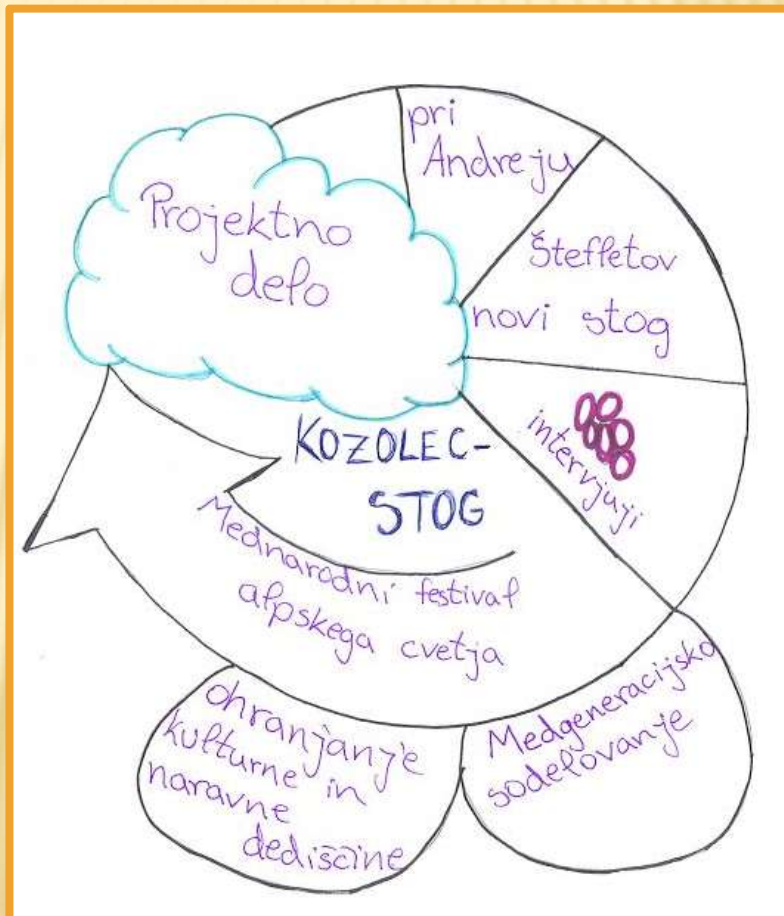 Projektno
delo
pri
Andreju
Štefletov
novi stog
intervjuji
KOZOLEC-
STOG
Mednarodni festival
alpskega cvetja
Medgeneracijsko
sodelovanje
ohranjanje
kulturne in
naravne
dediščine